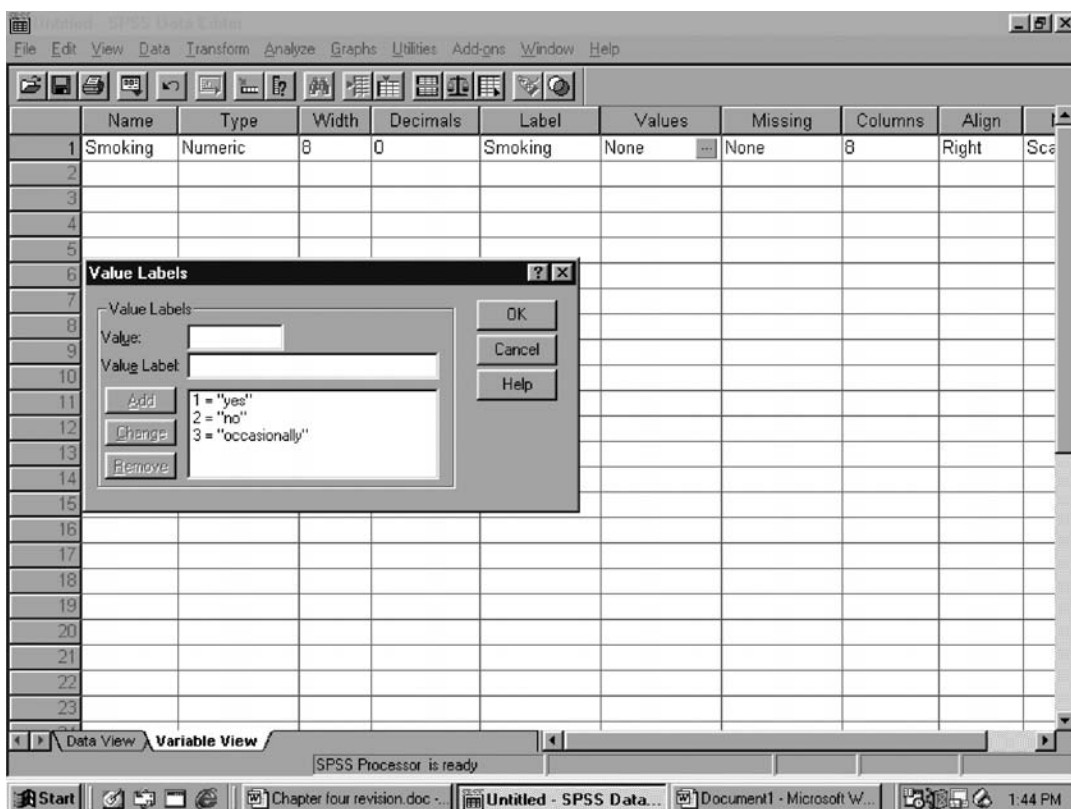 Untitled - SPSS Data Editor
File Edit View Data Transform Analyze Graphs Utilities Add-ons Window Help
Name Type Width Decimals Label Values Missing Columns Align
1 Smoking Numeric 8 0 Smoking None ... None 8 Right Sca
2
3
4
5
6
7
8
9
10
11
12
13
14
15
16
17
18
19
20
21
22
23
Value Labels
Value Labels
Value:
Value Label:
OK
Cancel
Help
Add
Change
Remove
1 = "yes"
2 = "no"
3 = "occasionally"
Data View Variable View
SPSS Processor is ready
Start Chapter four revision.doc -... Untitled - SPSS Data... Document1 - Microsoft W... 1:44 PM